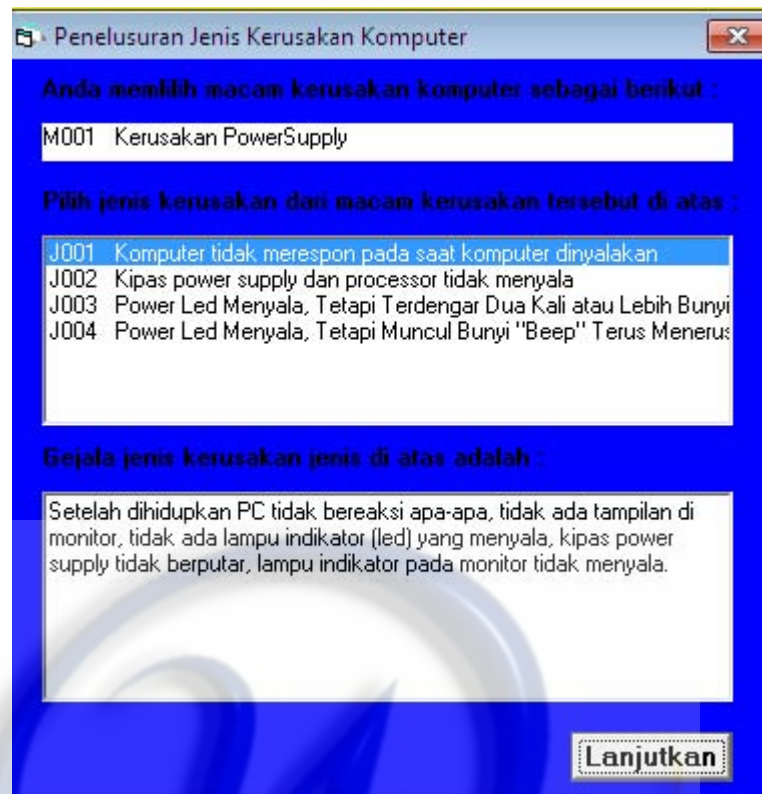 Penelusuran Jenis Kerusakan Komputer
Anda memilih macam kerusakan komputer sebagai berikut :
M001 Kerusakan PowerSupply
Pilih jenis kerusakan dari macam kerusakan tersebut di atas :
J001 Komputer tidak merespon pada saat komputer dinyalakan
J002 Kipas power supply dan processor tidak menyala
J003 Power Led Menyala, Tetapi Terdengar Dua Kali atau Lebih Bunyi
J004 Power Led Menyala, Tetapi Muncul Bunyi "Beep" Terus Menerus
Gejala jenis kerusakan jenis di atas adalah :
Setelah dihidupkan PC tidak bereaksi apa-apa, tidak ada tampilan di
monitor, tidak ada lampu indikator (led) yang menyala, kipas power
supply tidak berputar, lampu indikator pada monitor tidak menyala.
Lanjutkan